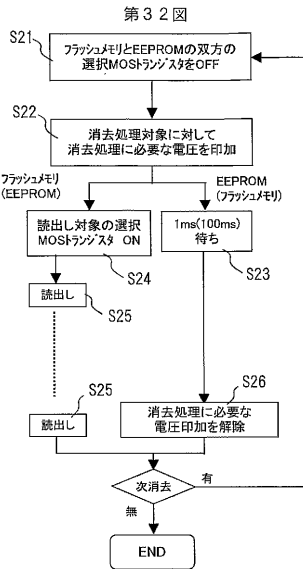 第32図
S21
フラッシュメモリとEEPROMの双方の
選択MOSトランジスタをOFF
S22
消去処理対象に対して
消去処理に必要な電圧を印加
フラッシュメモリ
(EEPROM)
EEPROM
(フラッシュメモリ)
読出し対象の選択
MOSトランジスタ ON
S24
1ms(100ms)
待ち
S23
読出し
S25
S25
読出し
S26
消去処理に必要な
電圧印加を解除
次消去
有
無
END